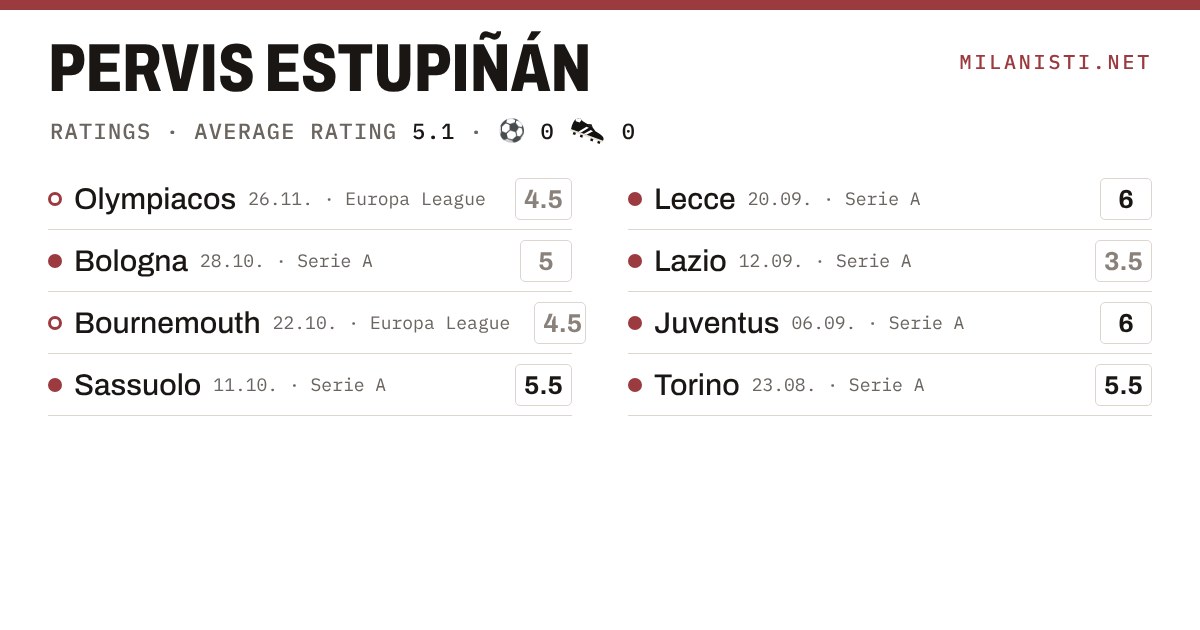 PERVIS ESTUPIÑÁN
MILANISTI.NET
RATINGS · AVERAGE RATING 5.1 · ⚽ 0 👟 0
Olympiacos 26.11. · Europa League 4.5
Bologna 28.10. · Serie A 5
Bournemouth 22.10. · Europa League 4.5
Sassuolo 11.10. · Serie A 5.5
Lecce 20.09. · Serie A 6
Lazio 12.09. · Serie A 3.5
Juventus 06.09. · Serie A 6
Torino 23.08. · Serie A 5.5